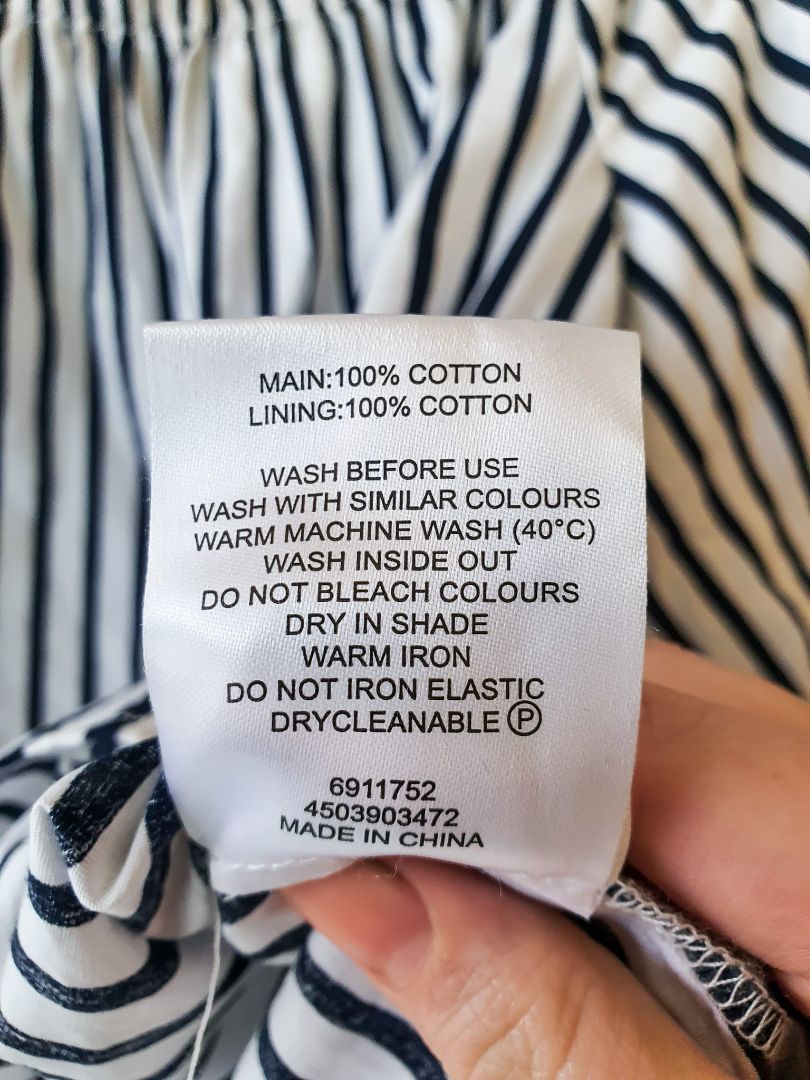 MAIN:100% COTTON
LINING:100% COTTON
WASH BEFORE USE
WASH WITH SIMILAR COLOURS
WARM MACHINE WASH (40°C)
WASH INSIDE OUT
DO NOT BLEACH COLOURS
DRY IN SHADE
WARM IRON
DO NOT IRON ELASTIC
DRYCLEANABLE Ⓟ
6911752
4503903472
MADE IN CHINA